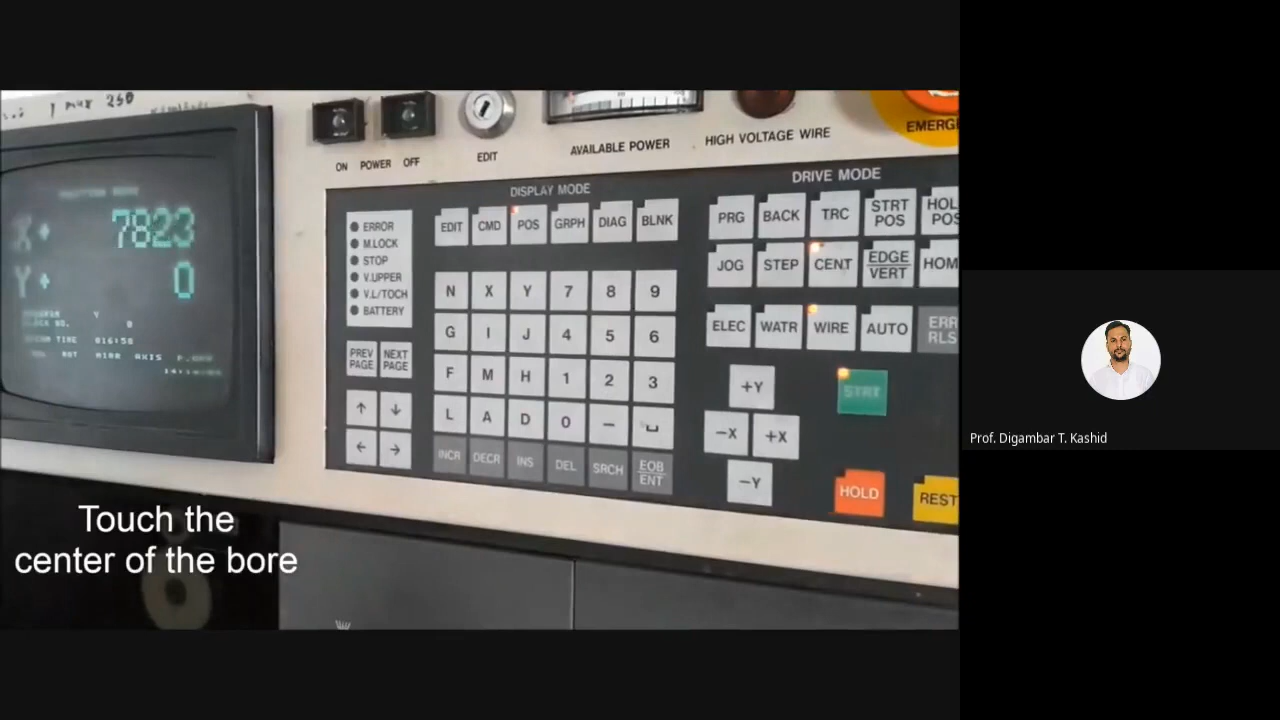 max 250
7823
0
ON POWER OFF
EDIT
AVAILABLE POWER
HIGH VOLTAGE WIRE
EMERG
DISPLAY MODE
DRIVE MODE
ERROR
M.LOCK
STOP
V.UPPER
V.L/TOCH
BATTERY
EDIT CMD POS GRPH DIAG BLNK
N X Y 7 8 9
G I J 4 5 6
F M H 1 2 3
L A D 0 −
INCR DECR INS DEL SRCH EOB
ENT
PREV PAGE
NEXT PAGE
↑ ↓
← →
PRG BACK TRC STRT POS HOL POS
JOG STEP CENT EDGE VERT HOM
ELEC WATR WIRE AUTO ERR RLS
+Y
−X +X
−Y
STRT
HOLD
REST
Touch the
center of the bore
Prof. Digambar T. Kashid